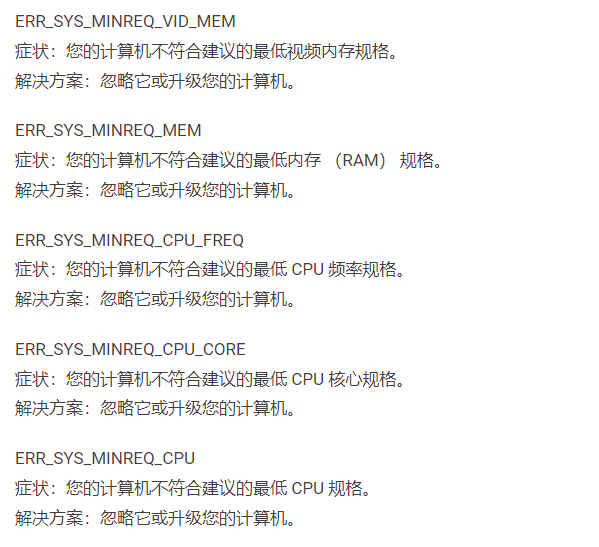 ERR_SYS_MINREQ_VID_MEM
症状：您的计算机不符合建议的最低视频内存规格。
解决方案：忽略它或升级您的计算机。
ERR_SYS_MINREQ_MEM
症状：您的计算机不符合建议的最低内存 （RAM） 规格。
解决方案：忽略它或升级您的计算机。
ERR_SYS_MINREQ_CPU_FREQ
症状：您的计算机不符合建议的最低 CPU 频率规格。
解决方案：忽略它或升级您的计算机。
ERR_SYS_MINREQ_CPU_CORE
症状：您的计算机不符合建议的最低 CPU 核心规格。
解决方案：忽略它或升级您的计算机。
ERR_SYS_MINREQ_CPU
症状：您的计算机不符合建议的最低 CPU 规格。
解决方案：忽略它或升级您的计算机。